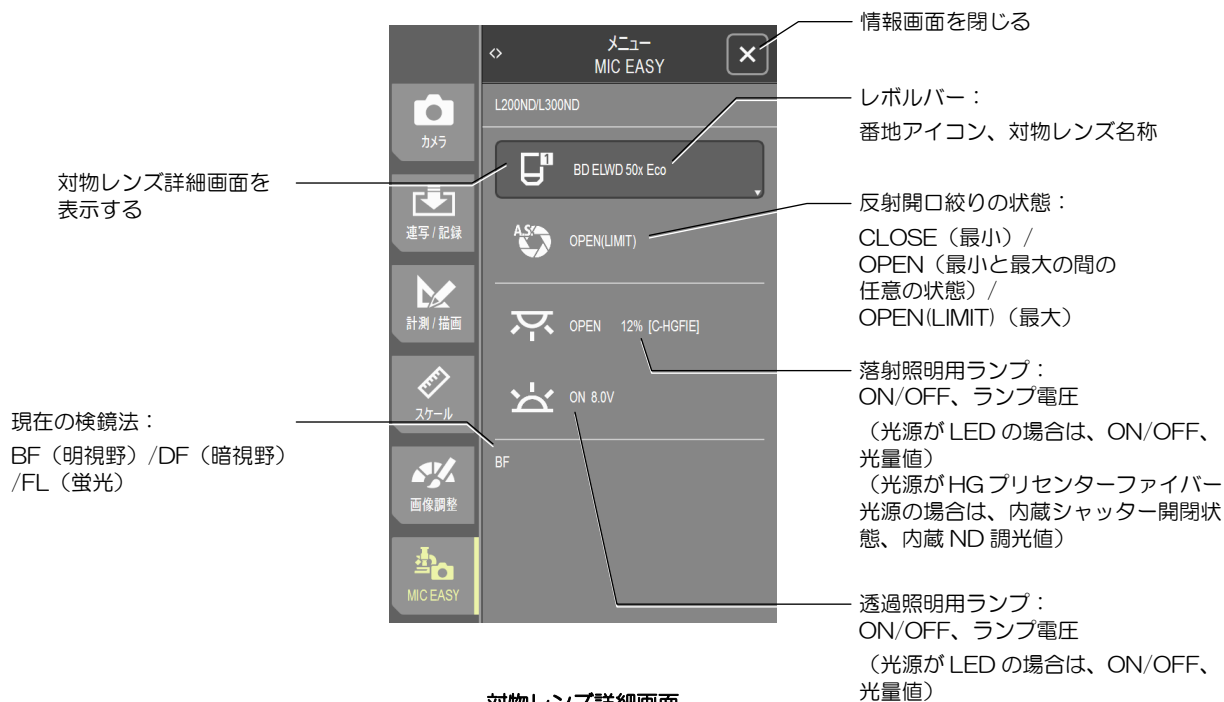 情報画面を閉じる
メニュー
MIC EASY
L200ND/L300ND
カメラ
レボルバー：
番地アイコン、対物レンズ名称
1
BD ELWD 50x Eco
対物レンズ詳細画面を
表示する
連写 / 記録
A.S.
OPEN(LIMIT)
反射開口絞りの状態：
CLOSE（最小）/
OPEN（最小と最大の間の
任意の状態）/
OPEN(LIMIT)（最大）
計測 / 描画
OPEN 12% [C-HGFIE]
落射照明用ランプ：
ON/OFF、ランプ電圧
（光源が LED の場合は、ON/OFF、
光量値）
（光源が HG プリセンターファイバー
光源の場合は、内蔵シャッター開閉状
態、内蔵 ND 調光値）
スケール
ON 8.0V
現在の検鏡法：
BF（明視野）/DF（暗視野）
/FL（蛍光）
BF
画像調整
MIC EASY
透過照明用ランプ：
ON/OFF、ランプ電圧
（光源が LED の場合は、ON/OFF、
光量値）
対物レンズ詳細画面